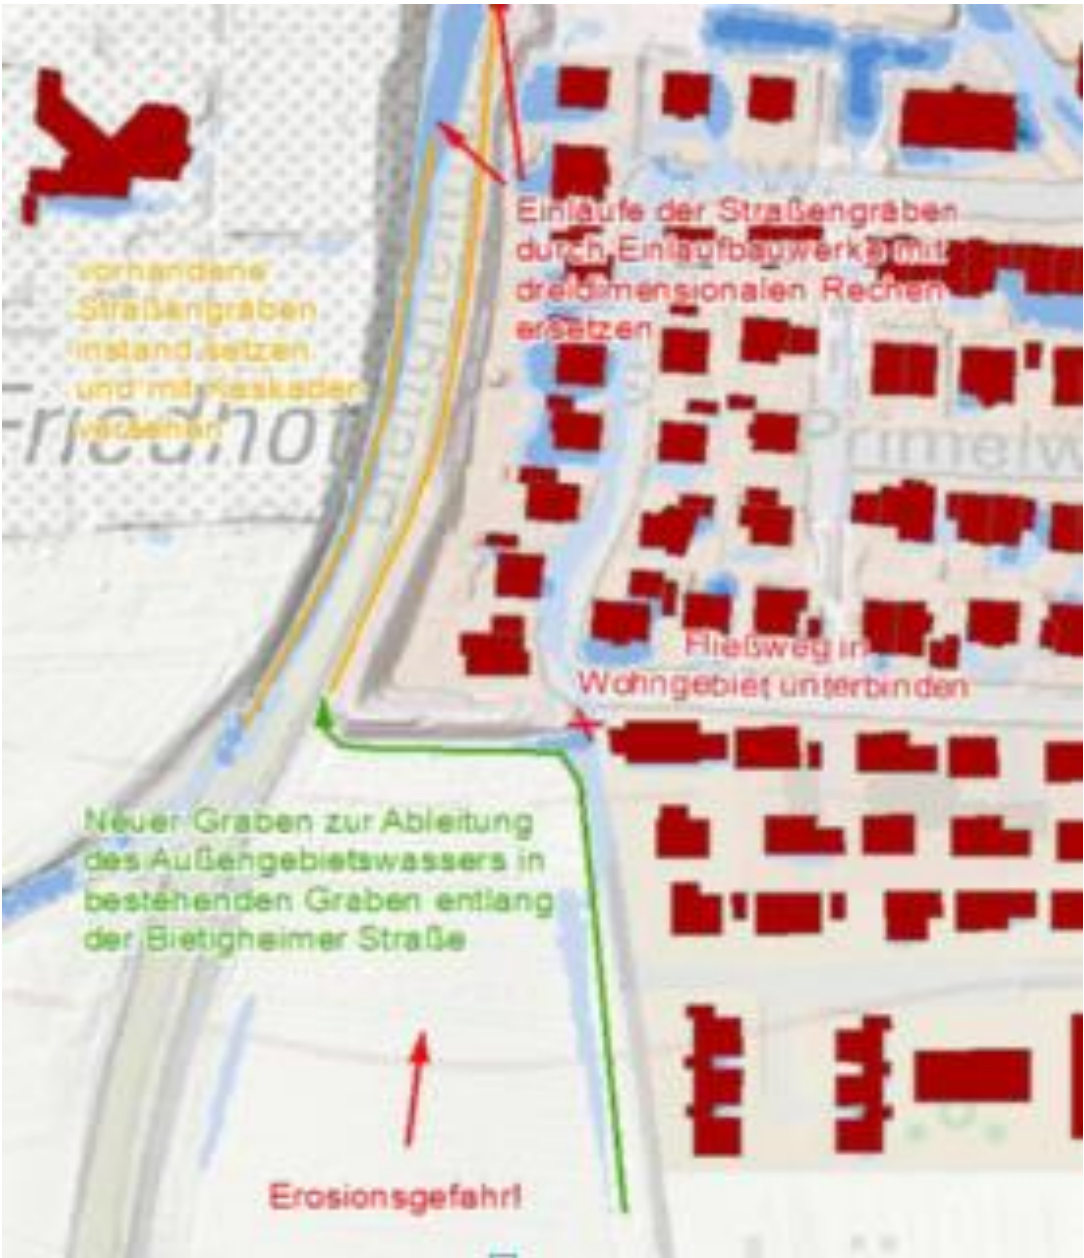 Einläufe der Straßengräben
durch Einlaufbauwerke mit
dreidimensionalen Rechen
ersetzen
vorhandene
Straßengräben
instand setzen
und mit Kaskaden
versehen
Friedhof
Primelw
Fließweg in
Wohngebiet unterbinden
Neuer Graben zur Ableitung
des Außengebietswassers in
bestehenden Graben entlang
der Bietigheimer Straße
Erosionsgefahr!